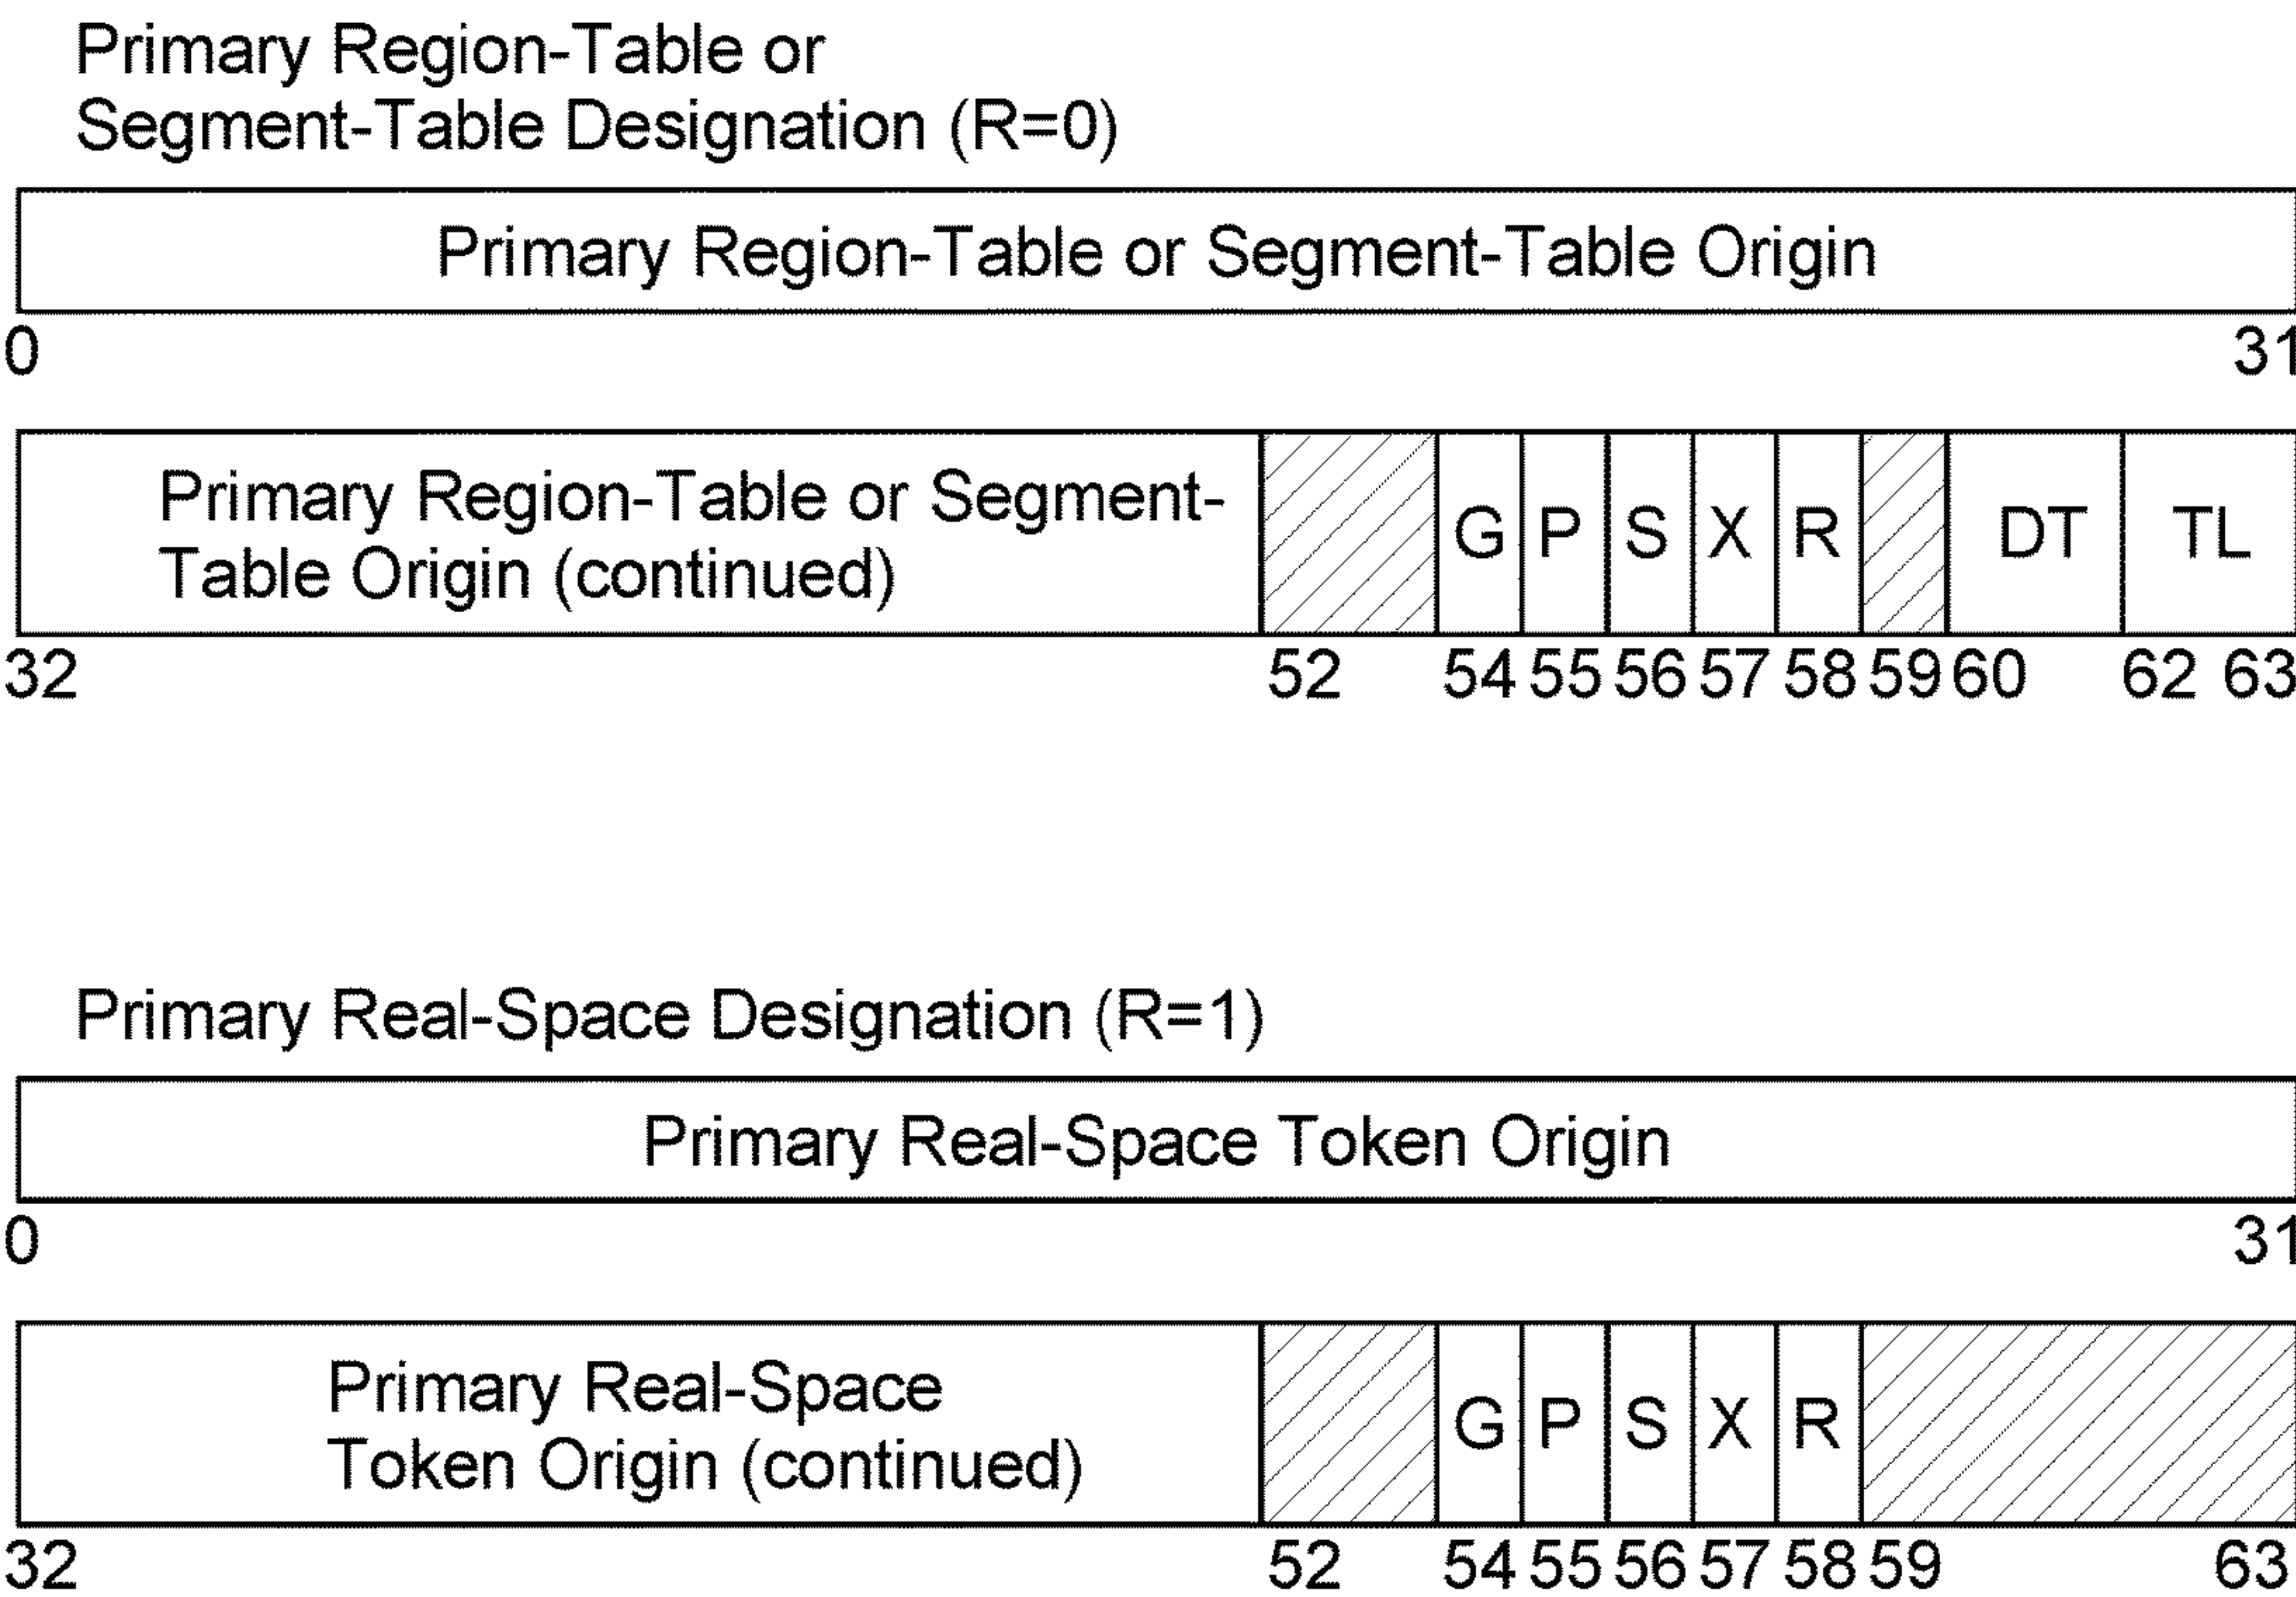 Primary Region-Table or
Segment-Table Designation (R=0)
Primary Region-Table or Segment-Table Origin
0 31
Primary Region-Table or Segment-
Table Origin (continued)
G P S X R DT TL
32 52 54 55 56 57 58 59 60 62 63
Primary Real-Space Designation (R=1)
Primary Real-Space Token Origin
0 31
Primary Real-Space
Token Origin (continued)
G P S X R
32 52 54 55 56 57 58 59 63